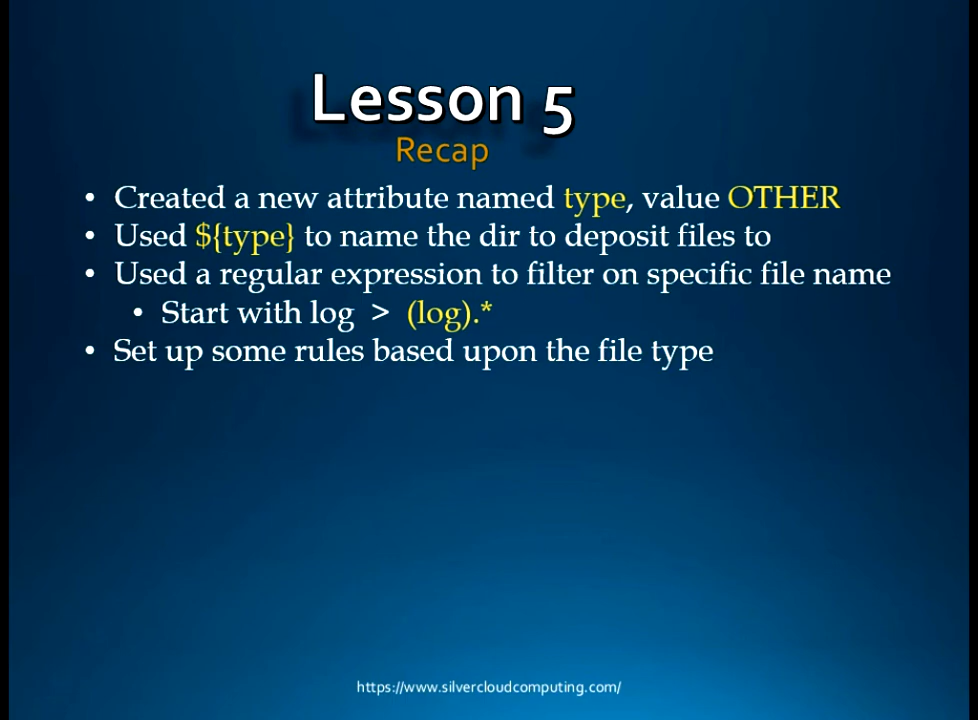 Lesson 5
Recap
• Created a new attribute named type, value OTHER
• Used ${type} to name the dir to deposit files to
• Used a regular expression to filter on specific file name
• Start with log > (log).*
• Set up some rules based upon the file type
https://www.silvercloudcomputing.com/